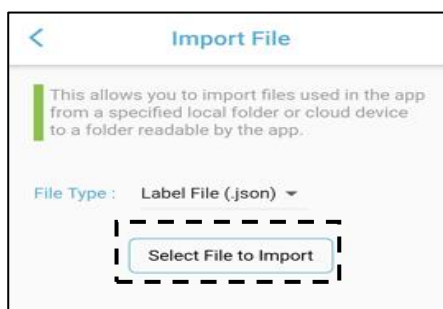 Import File
This allows you to import files used in the app
from a specified local folder or cloud device
to a folder readable by the app.
File Type : Label File (.json)
Select File to Import